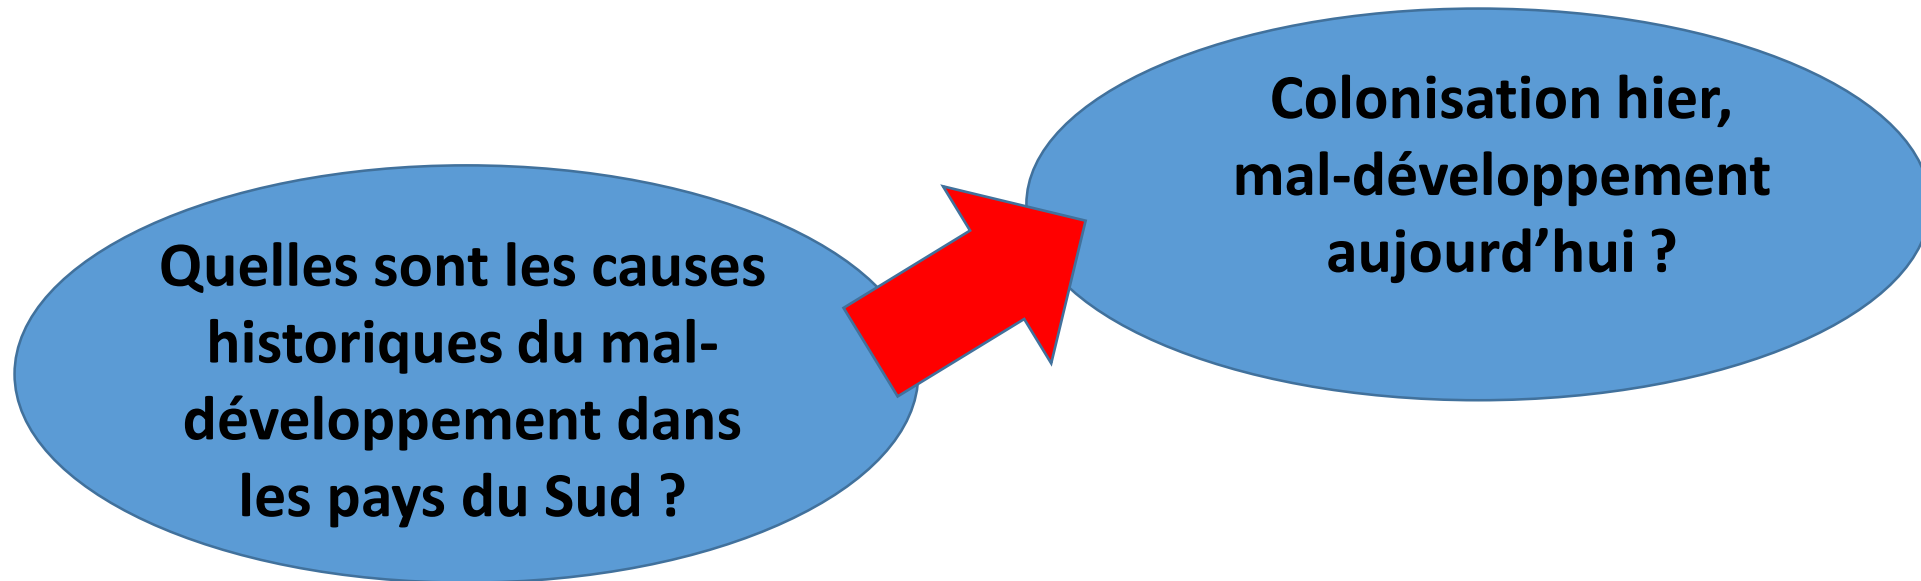 Quelles sont les causes
historiques du mal-
développement dans
les pays du Sud ?
Colonisation hier,
mal-développement
aujourd’hui ?